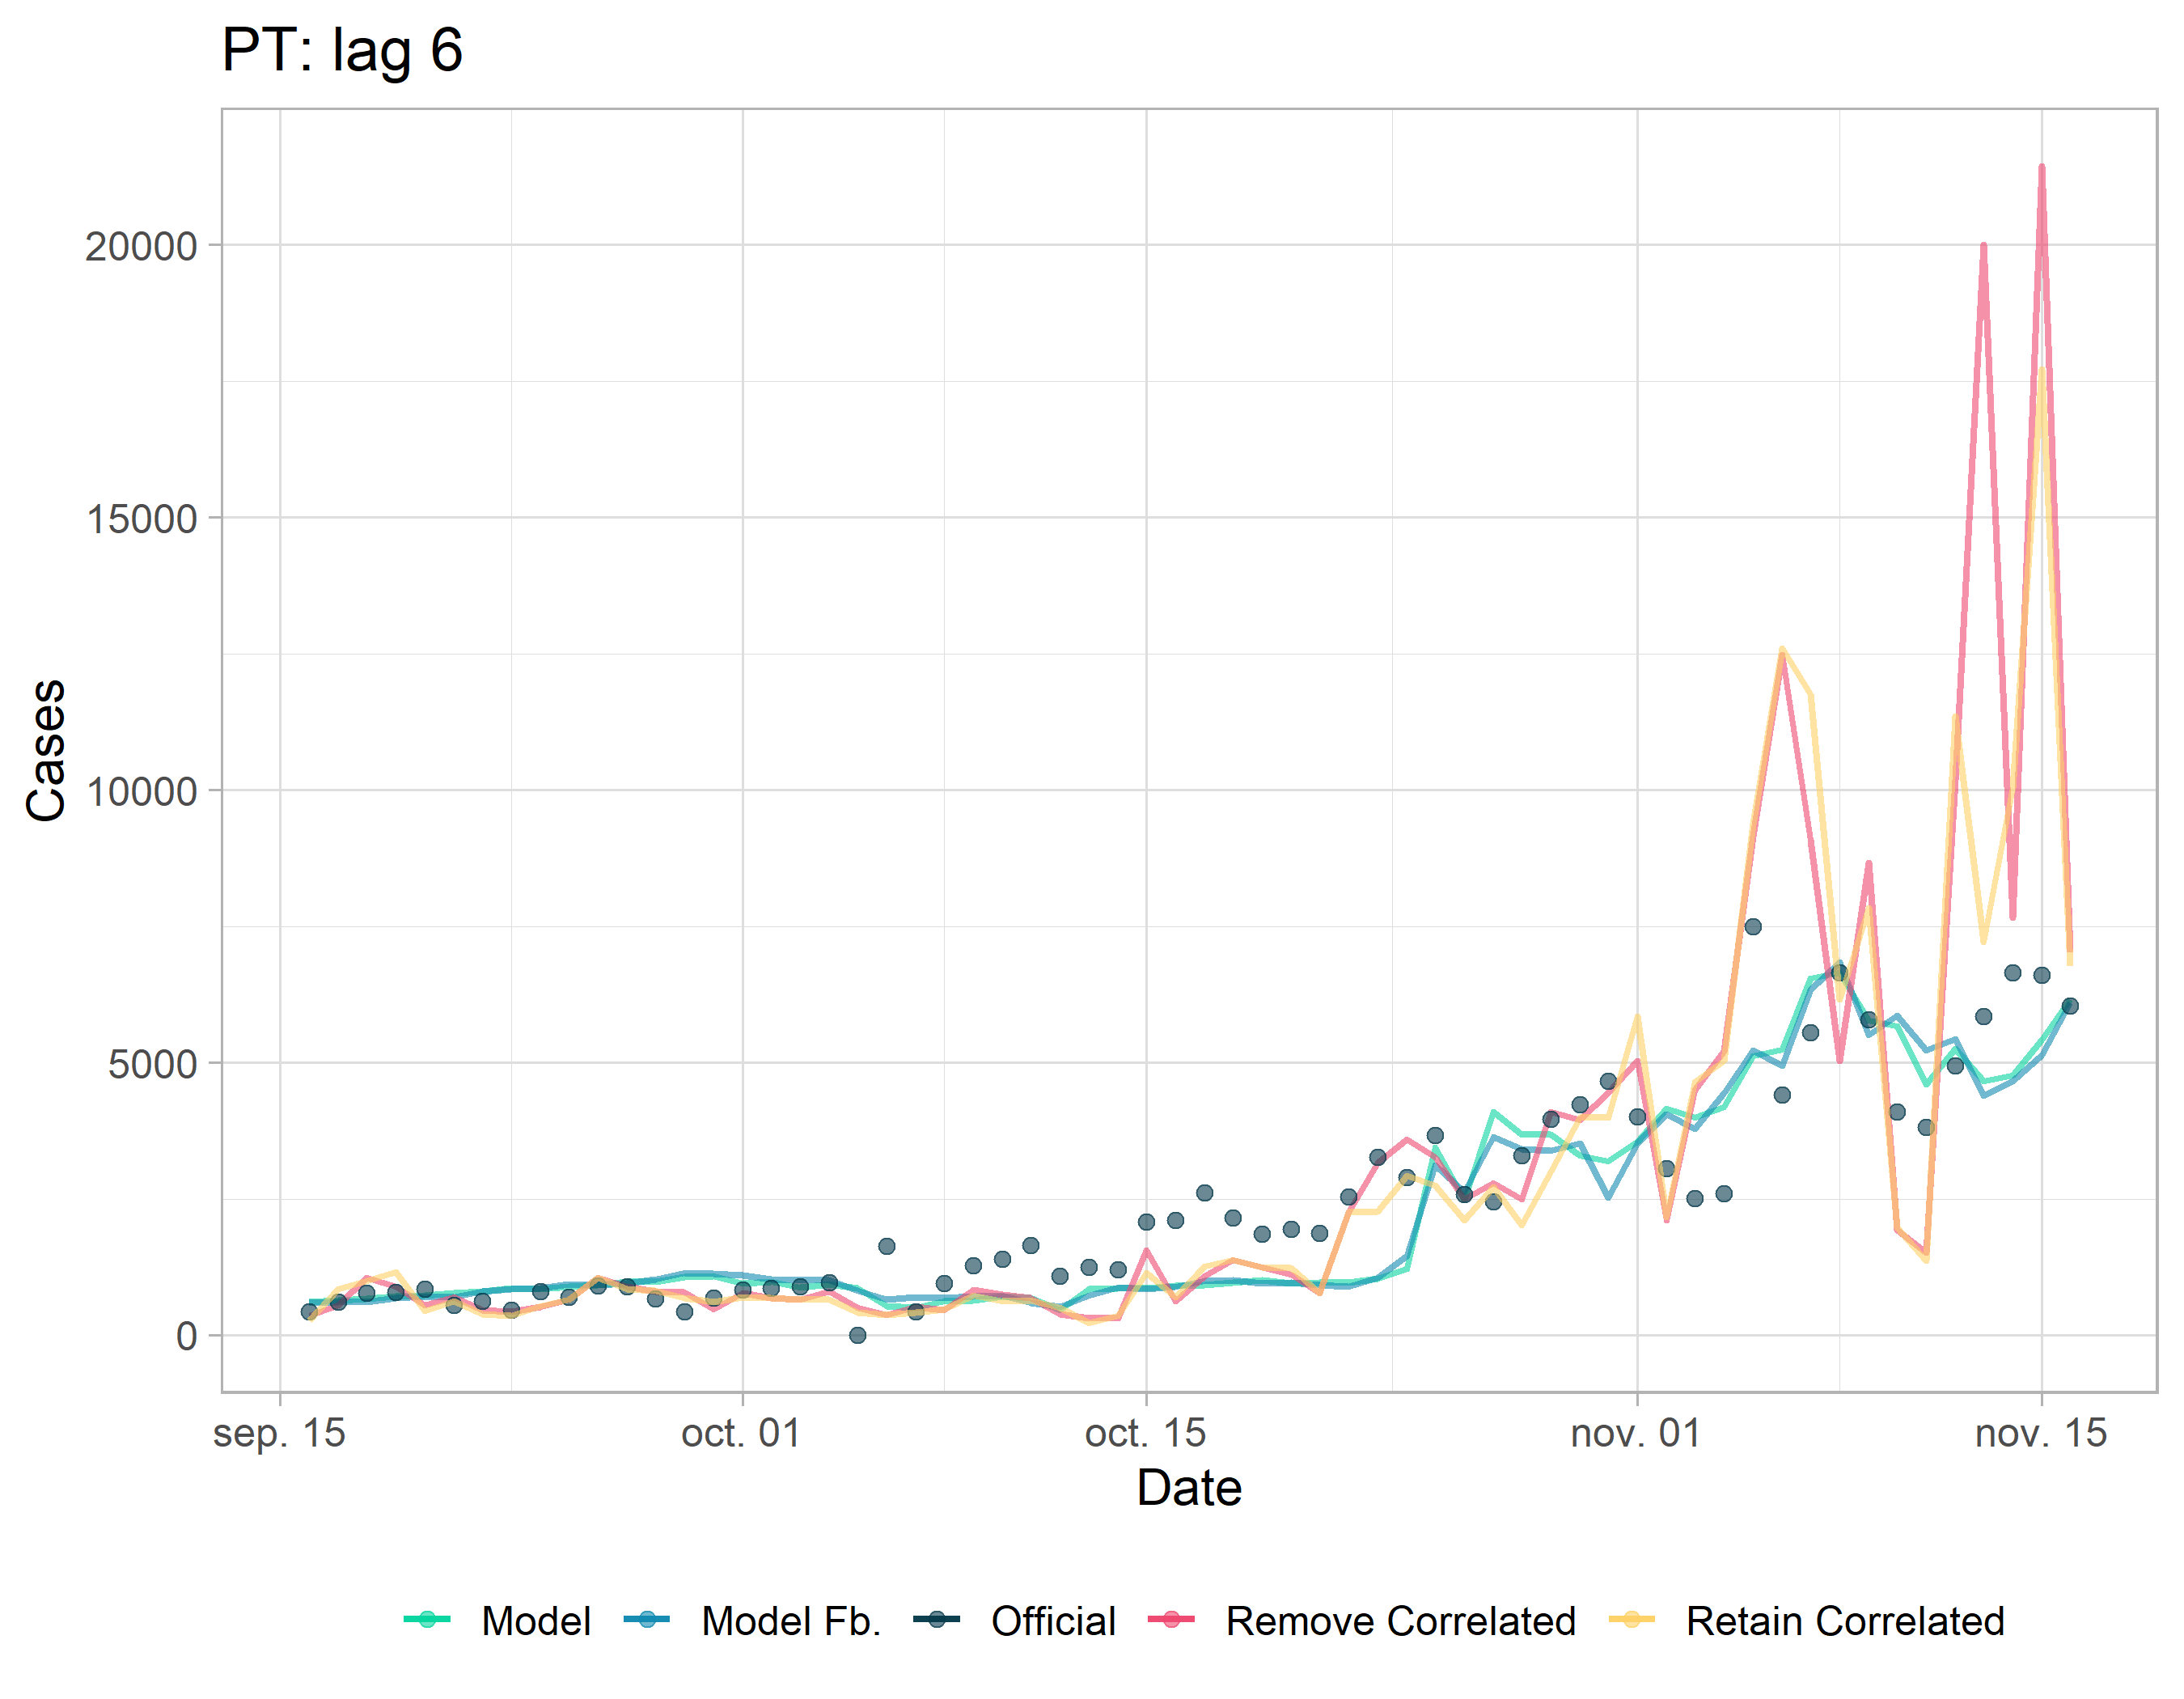 PT: lag 6
Cases
20000
15000
10000
5000
0
sep. 15 oct. 01 oct. 15 nov. 01 nov. 15
Date
Model Model Fb. Official Remove Correlated Retain Correlated